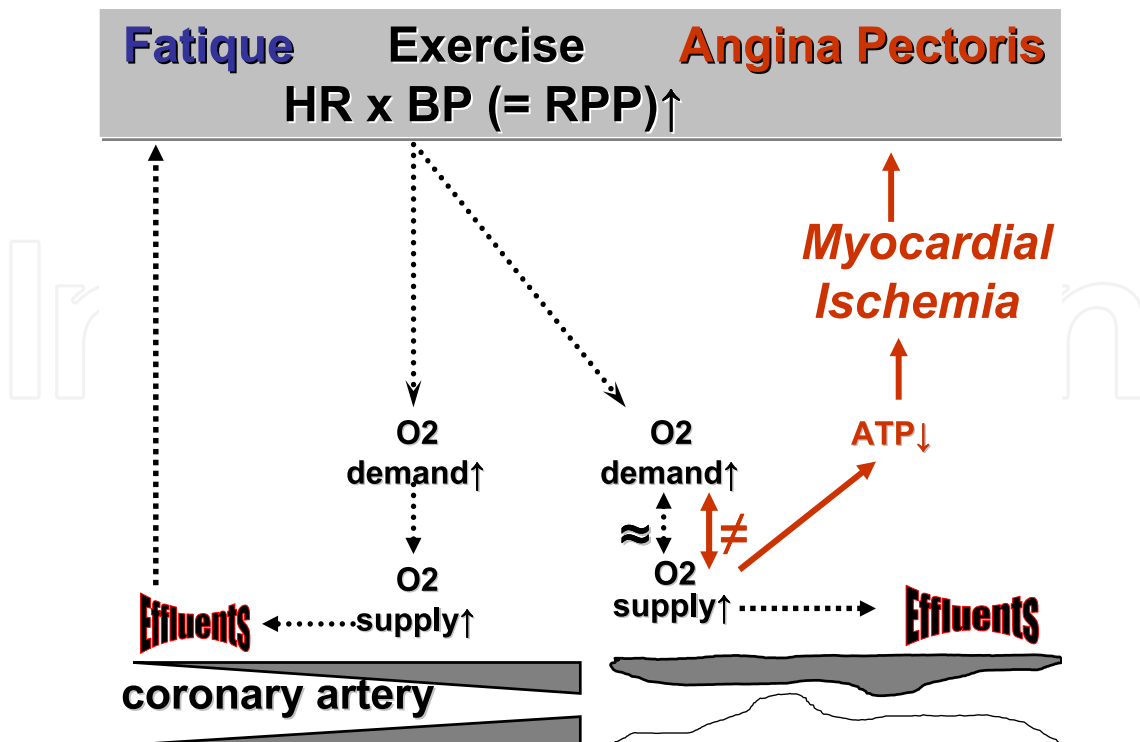 Fatique Exercise Angina Pectoris
HR x BP (= RPP)↑
Myocardial
Ischemia
O2
demand↑
O2
demand↑
ATP↓
≈ ≠
O2
supply↑
O2
supply↑
Effluents
Effluents
coronary artery